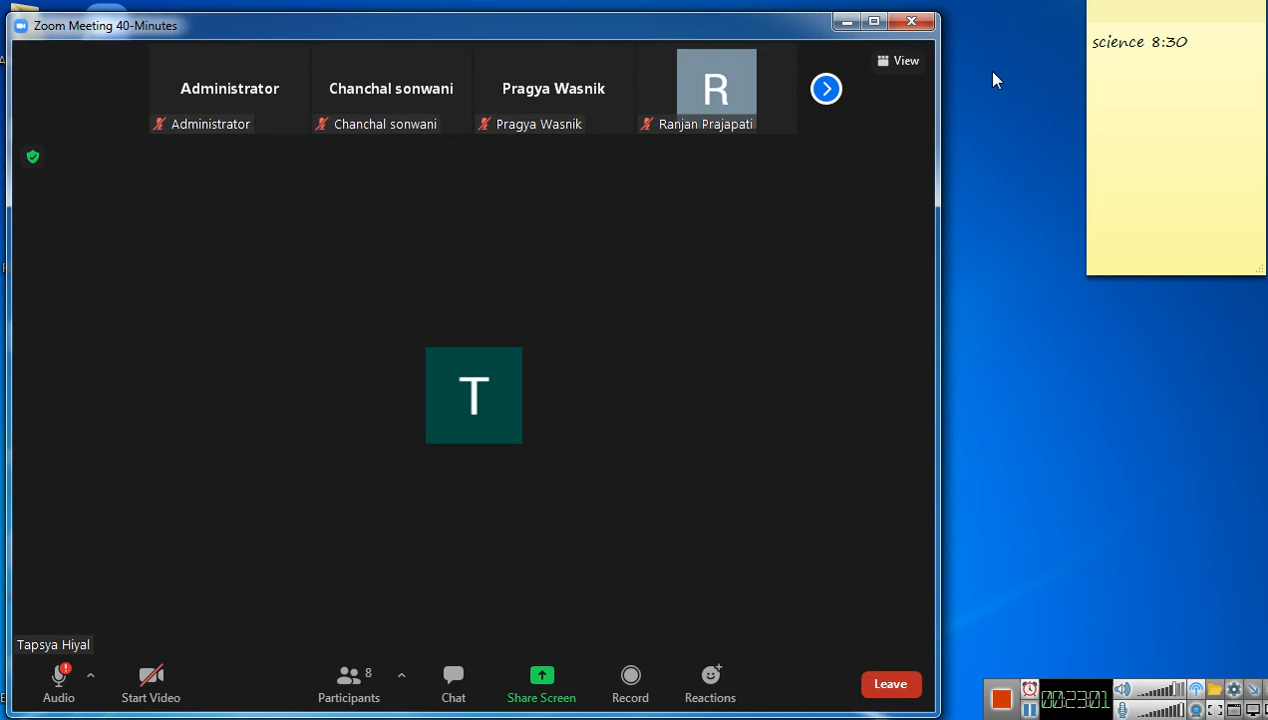 Zoom Meeting 40-Minutes
science 8:30
View
Administrator
Chanchal sonwani
Pragya Wasnik
R
Administrator
Chanchal sonwani
Pragya Wasnik
Ranjan Prajapati
T
Tapsya Hiyal
8
Audio
Start Video
Participants
Chat
Share Screen
Record
Reactions
Leave
00:23:01